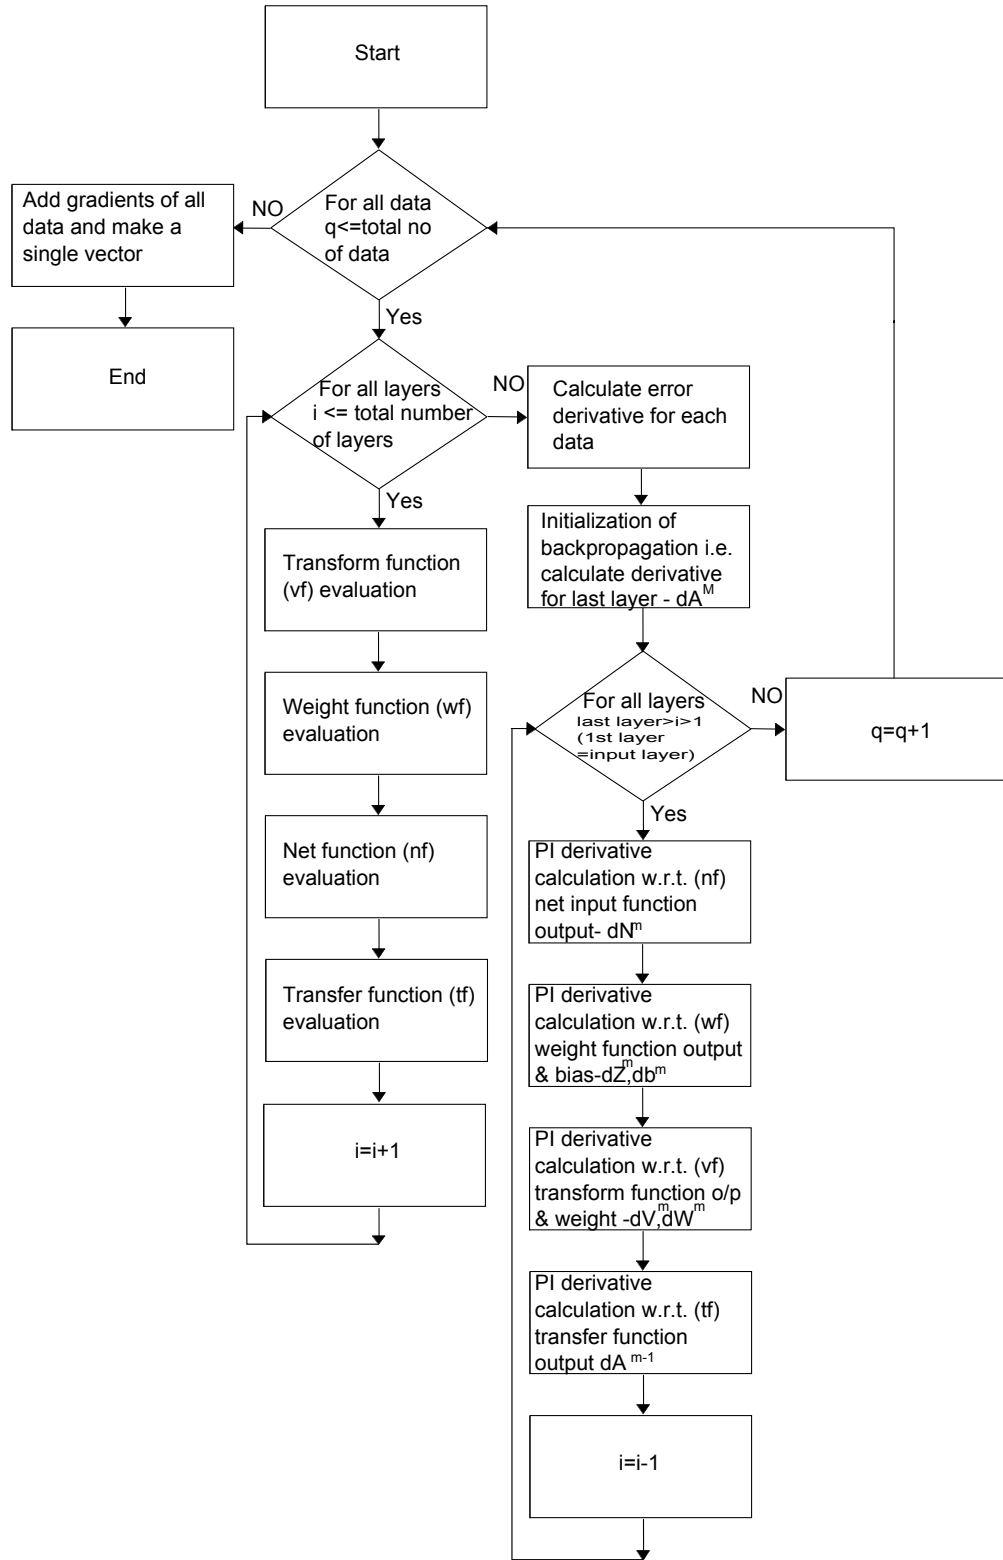 Start
For all data
q<=total no
of data
NO
Add gradients of all
data and make a
single vector
End
Yes
For all layers
i <= total number
of layers
NO
Calculate error
derivative for each
data
Yes
Initialization of
backpropagation i.e.
calculate derivative
for last layer - dA^M
Transform function
(vf) evaluation
Weight function (wf)
evaluation
Net function (nf)
evaluation
Transfer function (tf)
evaluation
i=i+1
For all layers
last layer>i>1
(1st layer
=input layer)
NO
q=q+1
Yes
PI derivative
calculation w.r.t. (nf)
net input function
output- dN^m
PI derivative
calculation w.r.t. (wf)
weight function output
& bias-dZ^m,db^m
PI derivative
calculation w.r.t. (vf)
transform function o/p
& weight -dV^m,dW^m
PI derivative
calculation w.r.t. (tf)
transfer function
output dA^m-1
i=i-1